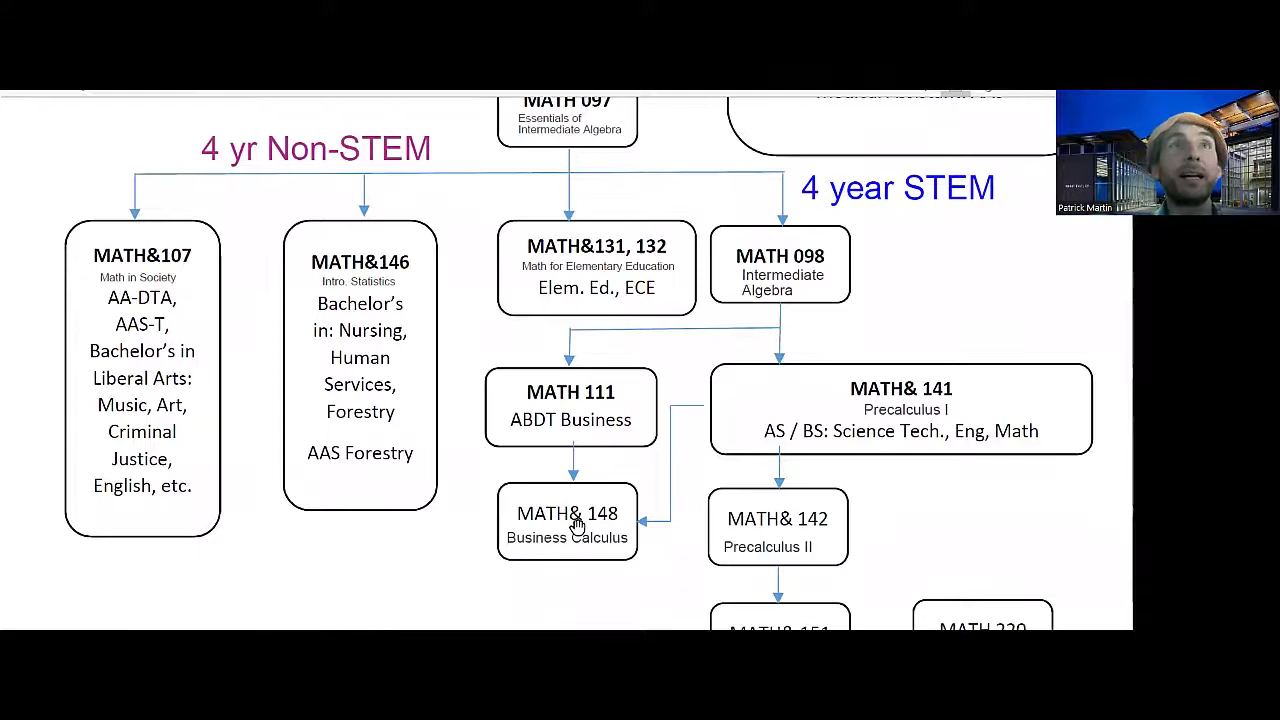 MATH 097
Essentials of
Intermediate Algebra
4 yr Non-STEM
4 year STEM
Patrick Martin
MATH&107
Math in Society
AA-DTA,
AAS-T,
Bachelor's in
Liberal Arts:
Music, Art,
Criminal
Justice,
English, etc.
MATH&146
Intro. Statistics
Bachelor's
in: Nursing,
Human
Services,
Forestry
AAS Forestry
MATH&131, 132
Math for Elementary Education
Elem. Ed., ECE
MATH 098
Intermediate
Algebra
MATH 111
ABDT Business
MATH& 141
Precalculus I
AS / BS: Science Tech., Eng, Math
MATH& 148
Business Calculus
MATH& 142
Precalculus II
MATH& 151
MATH 220